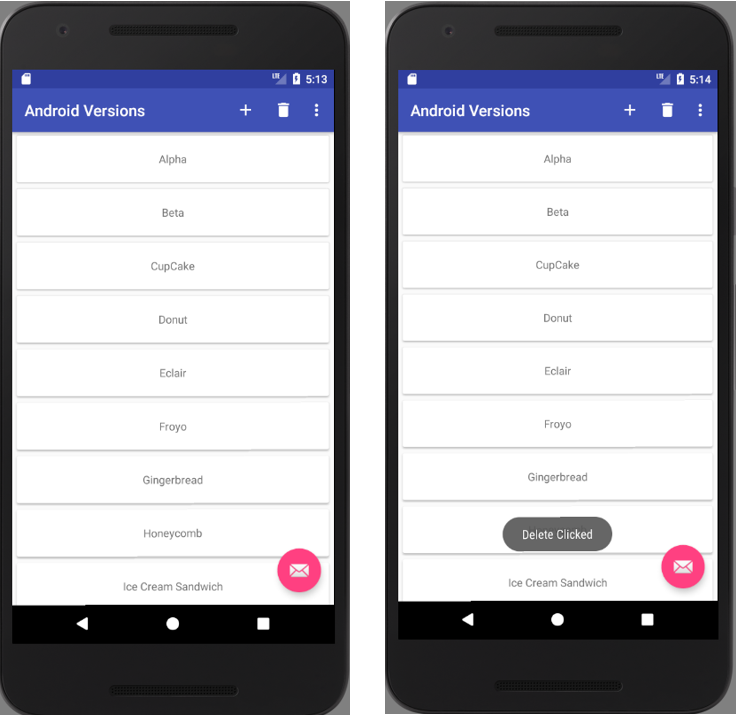 LTE 5:13
Android Versions
Alpha
Beta
CupCake
Donut
Eclair
Froyo
Gingerbread
Honeycomb
Ice Cream Sandwich
LTE 5:14
Android Versions
Alpha
Beta
CupCake
Donut
Eclair
Froyo
Gingerbread
Delete Clicked
Ice Cream Sandwich